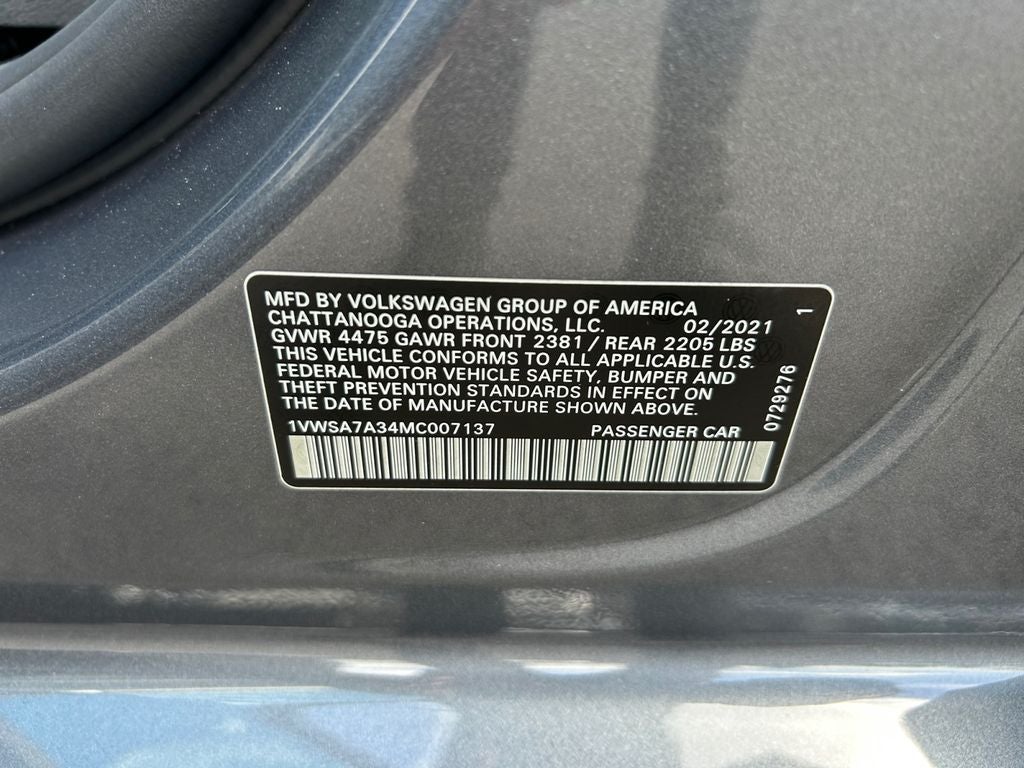 MFD BY VOLKSWAGEN GROUP OF AMERICA
CHATTANOOGA OPERATIONS, LLC. 02/2021
GVWR 4475 GAWR FRONT 2381 / REAR 2205 LBS
THIS VEHICLE CONFORMS TO ALL APPLICABLE U.S.
FEDERAL MOTOR VEHICLE SAFETY, BUMPER AND
THEFT PREVENTION STANDARDS IN EFFECT ON
THE DATE OF MANUFACTURE SHOWN ABOVE.
1VWSA7A34MC007137 PASSENGER CAR
0729276
1